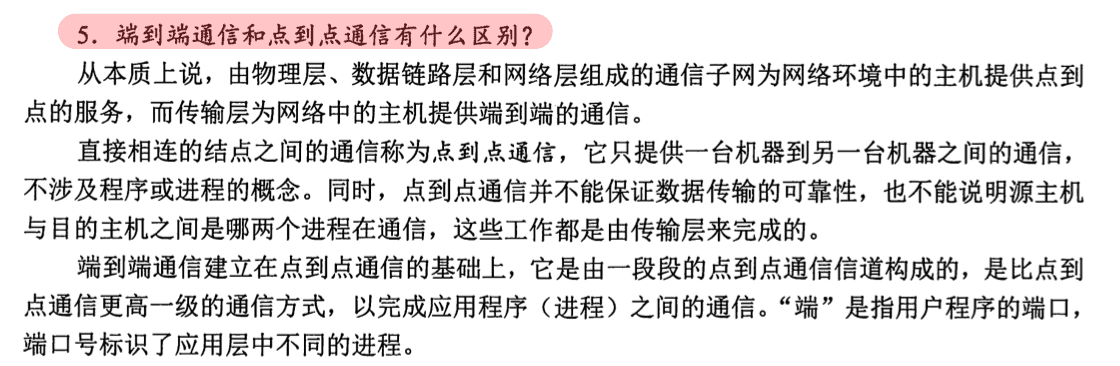 5．端到端通信和点到点通信有什么区别？
从本质上说，由物理层、数据链路层和网络层组成的通信子网为网络环境中的主机提供点到
点的服务，而传输层为网络中的主机提供端到端的通信。
直接相连的结点之间的通信称为点到点通信，它只提供一台机器到另一台机器之间的通信，
不涉及程序或进程的概念。同时，点到点通信并不能保证数据传输的可靠性，也不能说明源主机
与目的主机之间是哪两个进程在通信，这些工作都是由传输层来完成的。
端到端通信建立在点到点通信的基础上，它是由一段段的点到点通信信道构成的，是比点到
点通信更高一级的通信方式，以完成应用程序（进程）之间的通信。“端”是指用户程序的端口，
端口号标识了应用层中不同的进程。